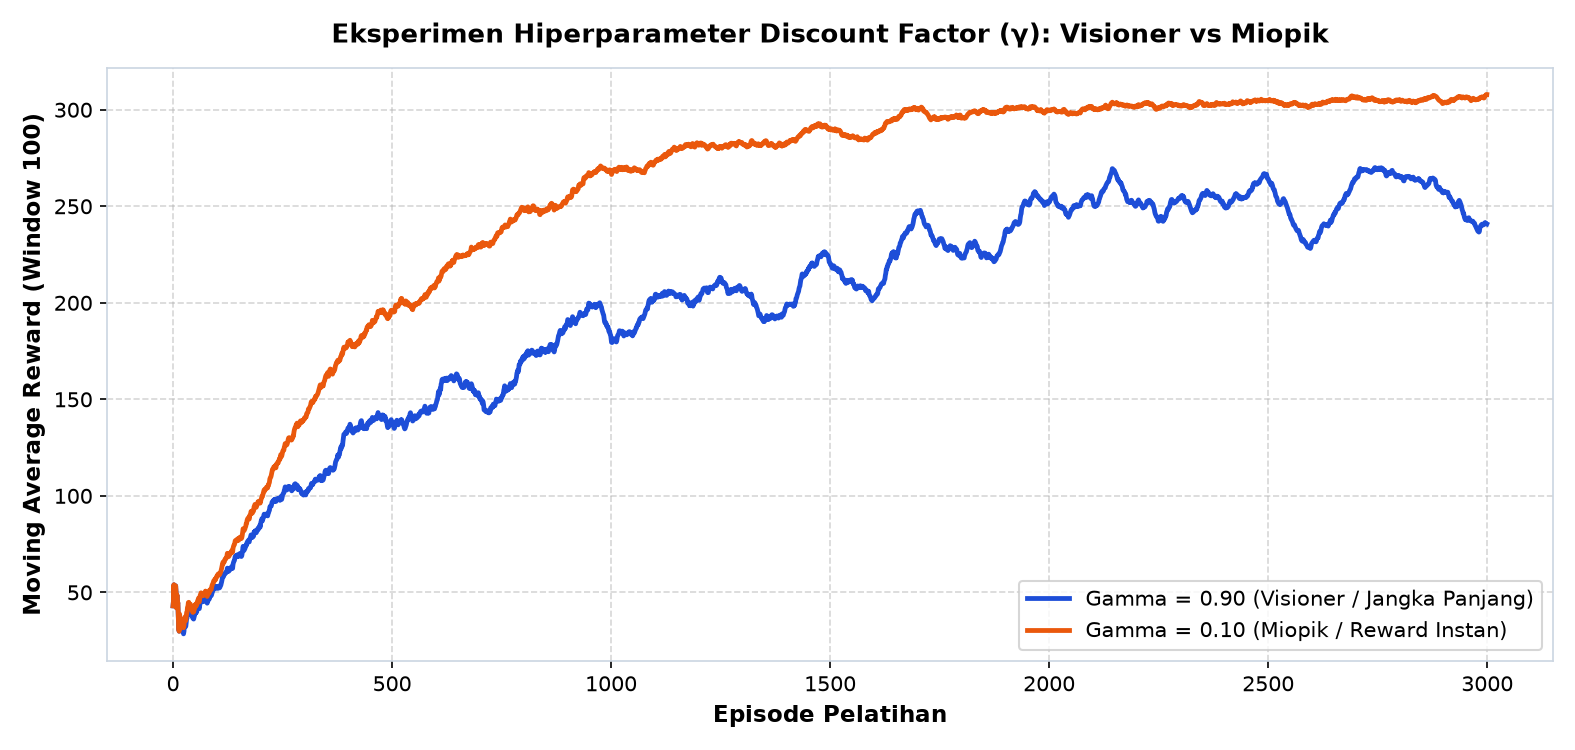 Eksperimen Hiperparameter Discount Factor (γ): Visioner vs Miopik
Moving Average Reward (Window 100)
300
250
200
150
100
50
0
500
1000
1500
2000
2500
3000
Episode Pelatihan
Gamma = 0.90 (Visioner / Jangka Panjang)
Gamma = 0.10 (Miopik / Reward Instan)